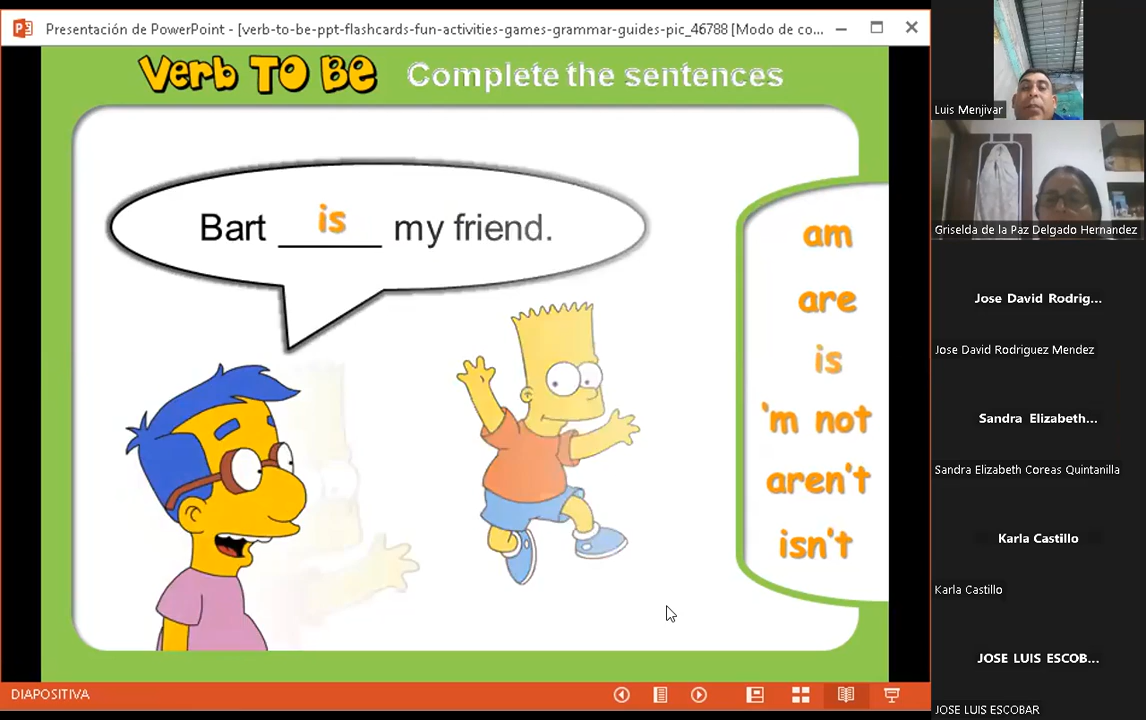 Presentación de PowerPoint - [verb-to-be-ppt-flashcards-fun-activities-games-grammar-guides-pic_46788 [Modo de co...
Verb TO BE Complete the sentences
Bart is my friend.
am
are
is
'm not
aren't
isn't
DIAPOSITIVA
Luis Menjivar
Griselda de la Paz Delgado Hernandez
Jose David Rodrig...
Jose David Rodriguez Mendez
Sandra Elizabeth...
Sandra Elizabeth Coreas Quintanilla
Karla Castillo
Karla Castillo
JOSE LUIS ESCOB...
JOSE LUIS ESCOBAR